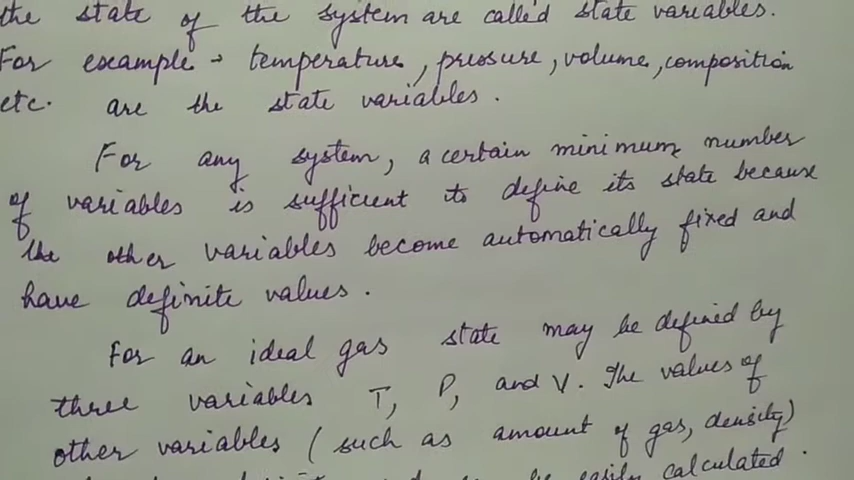 the state of the system are called state variables.
For example → temperature, pressure, volume, composition
etc. are the state variables.
For any system, a certain minimum number
of variables is sufficient to define its state because
the other variables become automatically fixed and
have definite values.
For an ideal gas state may be defined by
three variables T, P, and V. The values of
other variables (such as amount of gas, density)
be easily calculated.